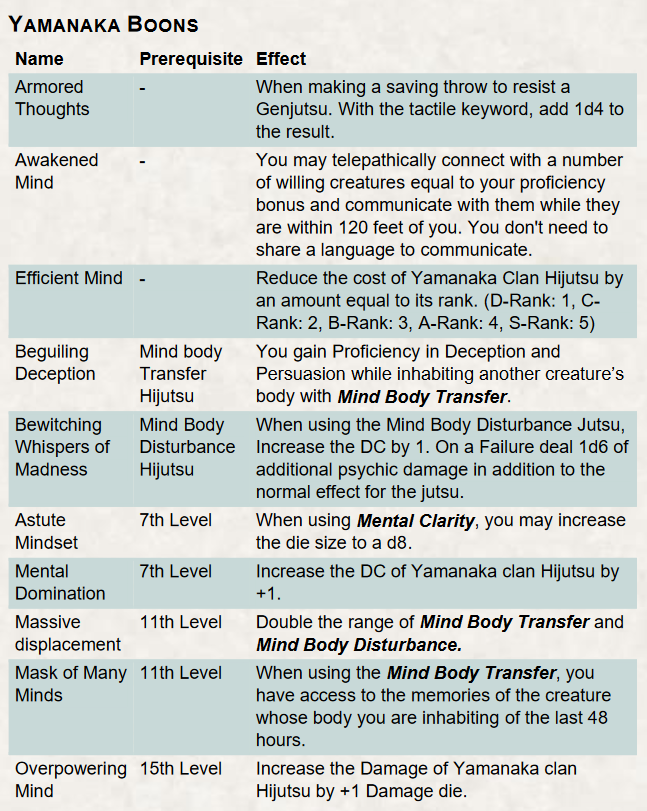 YAMANAKA BOONS
Name Prerequisite Effect
Armored - When making a saving throw to resist a
Thoughts Genjutsu. With the tactile keyword, add 1d4 to
the result.
Awakened - You may telepathically connect with a number
Mind of willing creatures equal to your proficiency
bonus and communicate with them while they
are within 120 feet of you. You don't need to
share a language to communicate.
Efficient Mind - Reduce the cost of Yamanaka Clan Hijutsu by
an amount equal to its rank. (D-Rank: 1, C-
Rank: 2, B-Rank: 3, A-Rank: 4, S-Rank: 5)
Beguiling Mind body You gain Proficiency in Deception and
Deception Transfer Persuasion while inhabiting another creature's
Hijutsu body with Mind Body Transfer.
Bewitching Mind Body When using the Mind Body Disturbance Jutsu,
Whispers of Disturbance Increase the DC by 1. On a Failure deal 1d6 of
Madness Hijutsu additional psychic damage in addition to the
normal effect for the jutsu.
Astute 7th Level When using Mental Clarity, you may increase
Mindset the die size to a d8.
Mental 7th Level Increase the DC of Yamanaka clan Hijutsu by
Domination +1.
Massive 11th Level Double the range of Mind Body Transfer and
displacement Mind Body Disturbance.
Mask of Many 11th Level When using the Mind Body Transfer, you
Minds have access to the memories of the creature
whose body you are inhabiting of the last 48
hours.
Overpowering 15th Level Increase the Damage of Yamanaka clan
Mind Hijutsu by +1 Damage die.